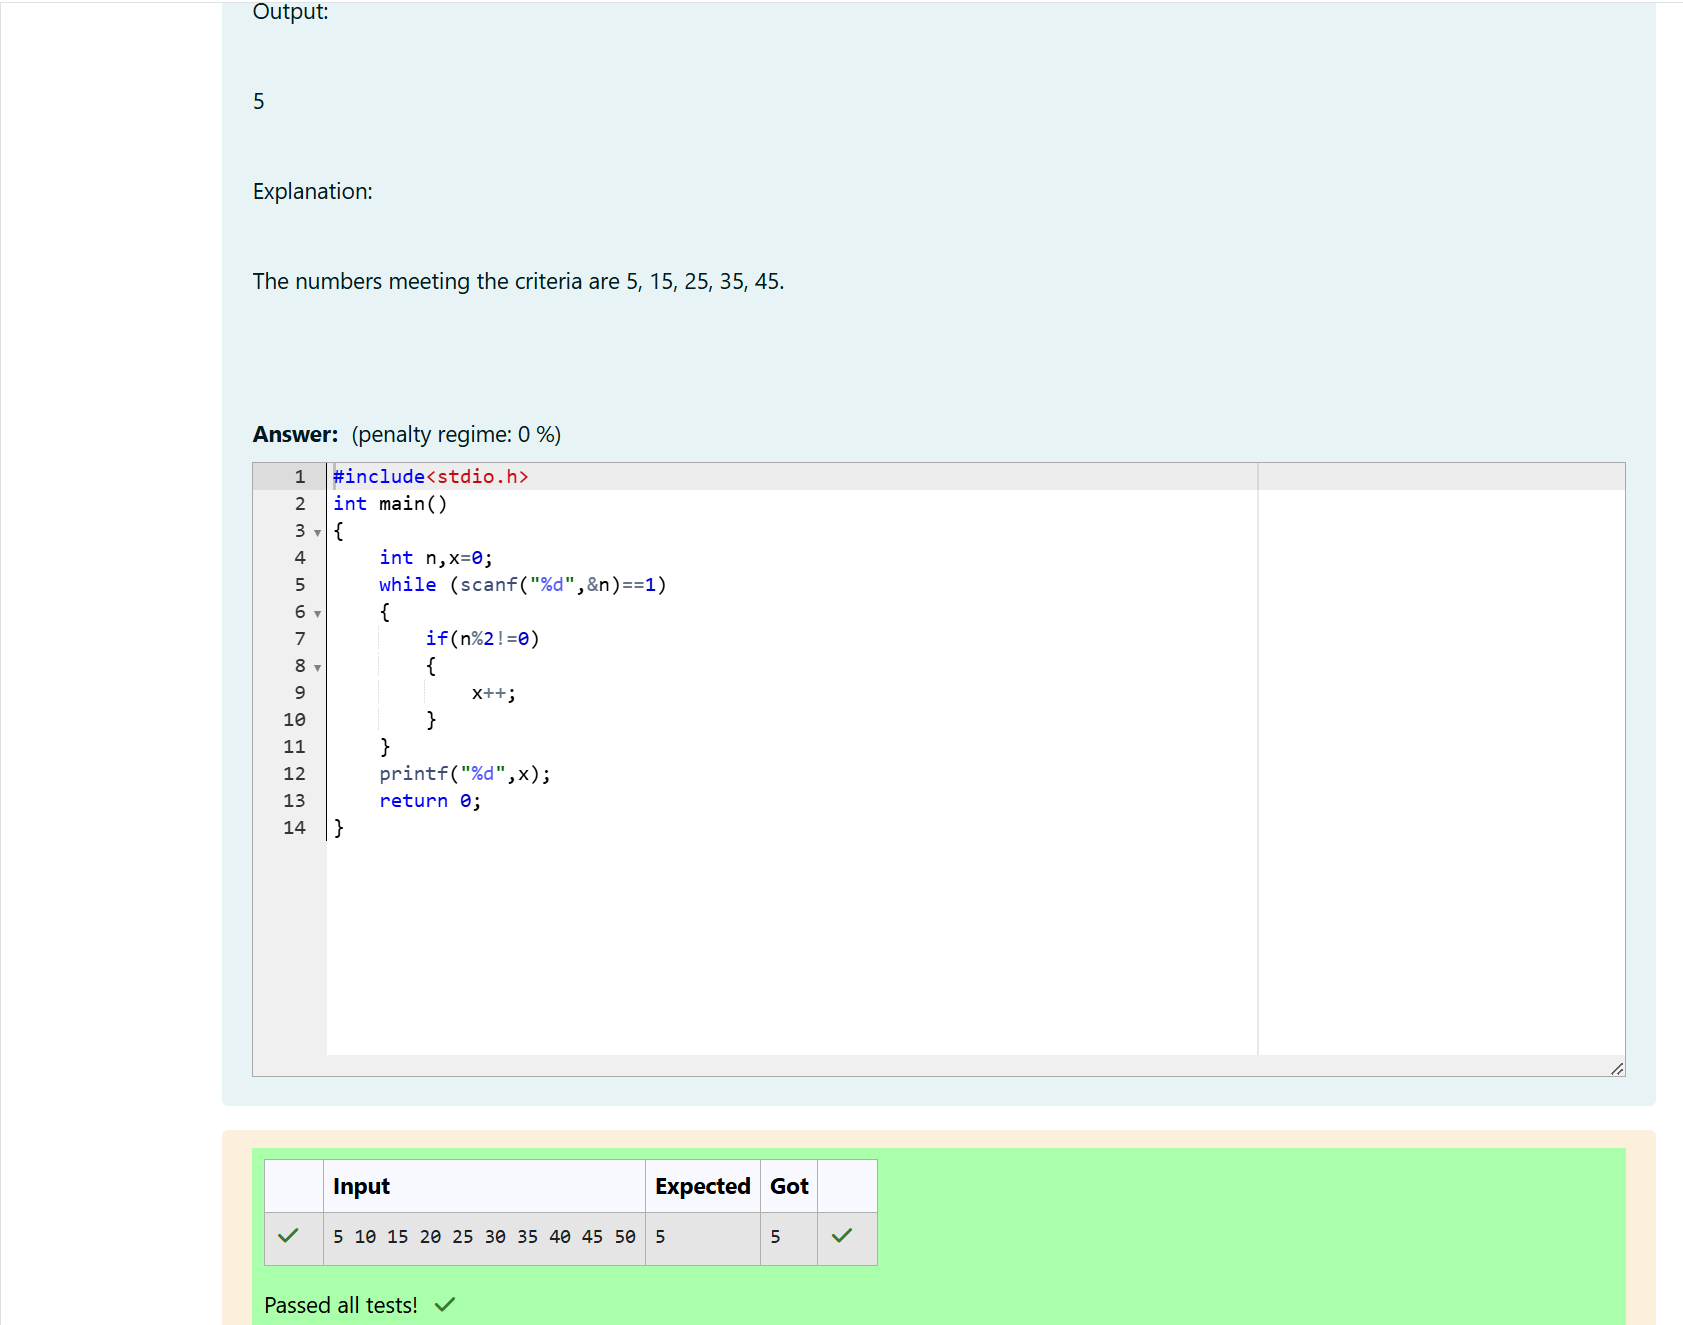 Output:
5
Explanation:
The numbers meeting the criteria are 5, 15, 25, 35, 45.
Answer: (penalty regime: 0 %)
1 #include<stdio.h>
2 int main()
3 {
4     int n,x=0;
5     while (scanf("%d",&n)==1)
6     {
7         if(n%2!=0)
8         {
9             x++;
10         }
11     }
12     printf("%d",x);
13     return 0;
14 }
Input Expected Got
5 10 15 20 25 30 35 40 45 50 5 5
Passed all tests!